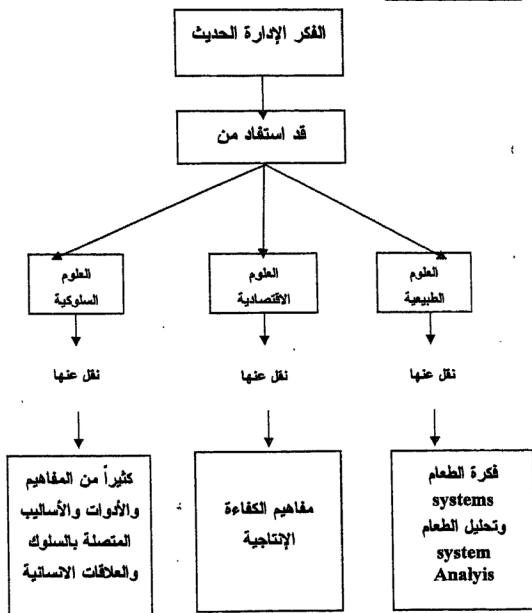 الفكر الإدارة الحديث
قد استفاد من
العلوم
الطبيعية
العلوم
الاقتصادية
العلوم
السلوكية
نقل عنها
نقل عنها
نقل عنها
فكرة الطعام
systems
وتحليل الطعام
system
Analyis
مفاهيم الكفاءة
الإنتاجية
كثيراً من المفاهيم
والأدوات والأساليب
المتصلة بالسلوك
والعلاقات الانسانية